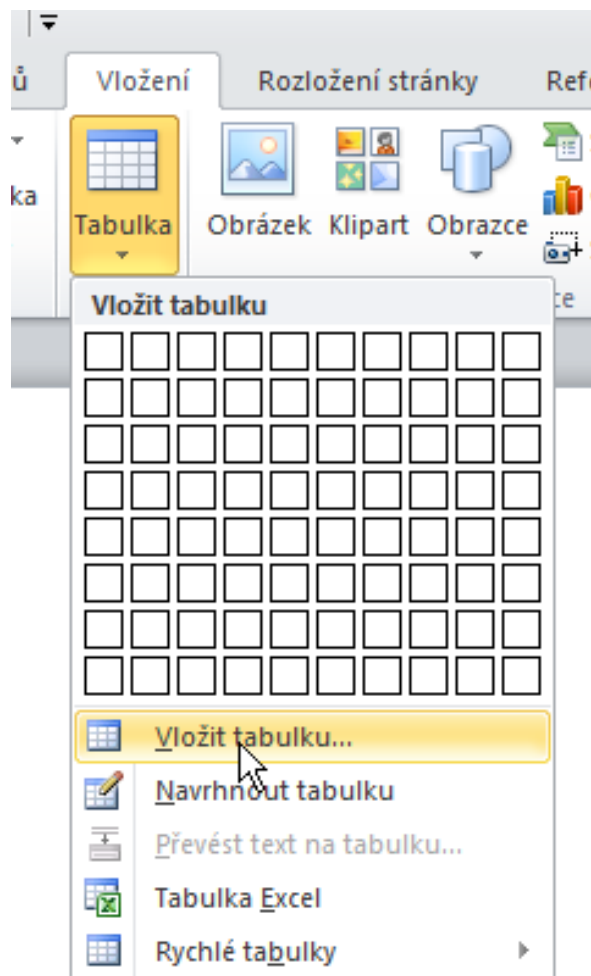 ů Vložení Rozložení stránky Ref
ka
Tabulka Obrázek Klipart Obrazce
Vložit tabulku
Vložit tabulku...
Navrhnout tabulku
Převést text na tabulku...
Tabulka Excel
Rychlé tabulky